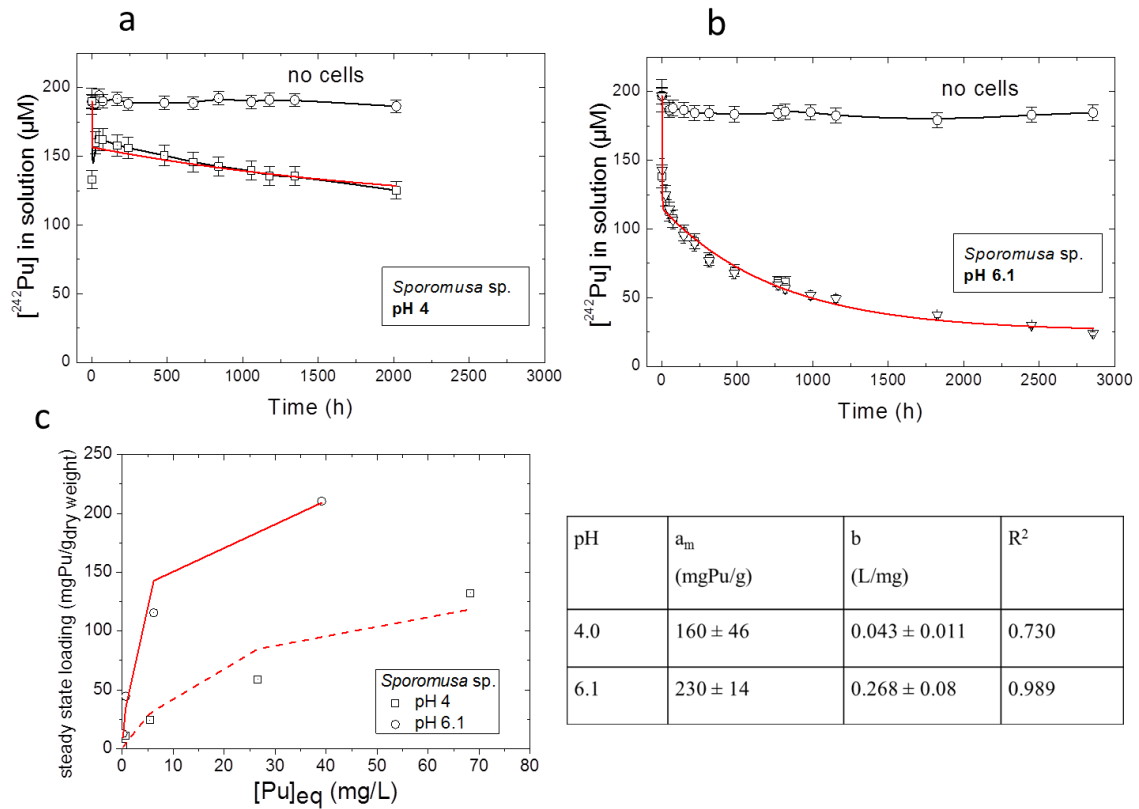 a
[²⁴²Pu] in solution (µM)
250
200
150
100
50
0
no cells
Sporomusa sp.
pH 4
0 500 1000 1500 2000 2500 3000
Time (h)
b
[²⁴²Pu] in solution (µM)
250
200
150
100
50
0
no cells
Sporomusa sp.
pH 6.1
0 500 1000 1500 2000 2500 3000
Time (h)
c
steady state loading (mgPu/gdry weight)
250
200
150
100
50
0
Sporomusa sp.
pH 4
pH 6.1
0 10 20 30 40 50 60 70 80
[Pu]eq (mg/L)
pH aₘ b R²
(mgPu/g) (L/mg)
4.0 160 ± 46 0.043 ± 0.011 0.730
6.1 230 ± 14 0.268 ± 0.08 0.989